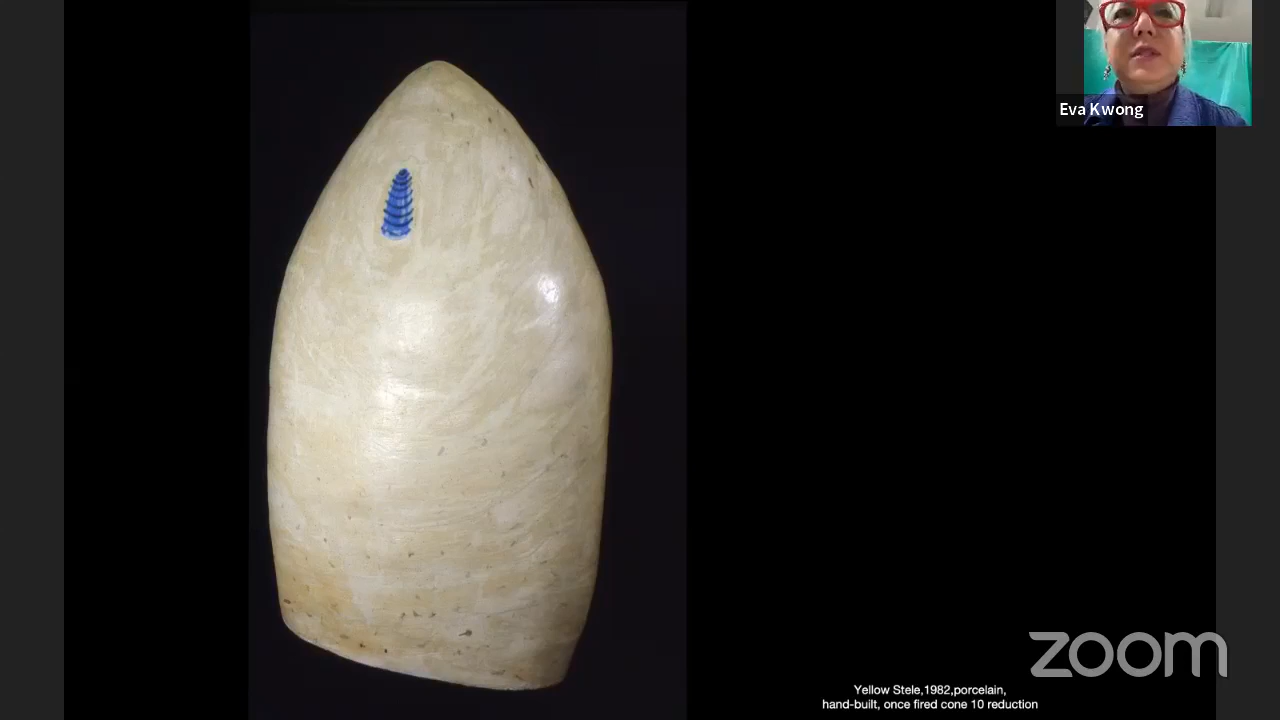 Eva Kwong
zoom
Yellow Stele,1982,porcelain,
hand-built, once fired cone 10 reduction